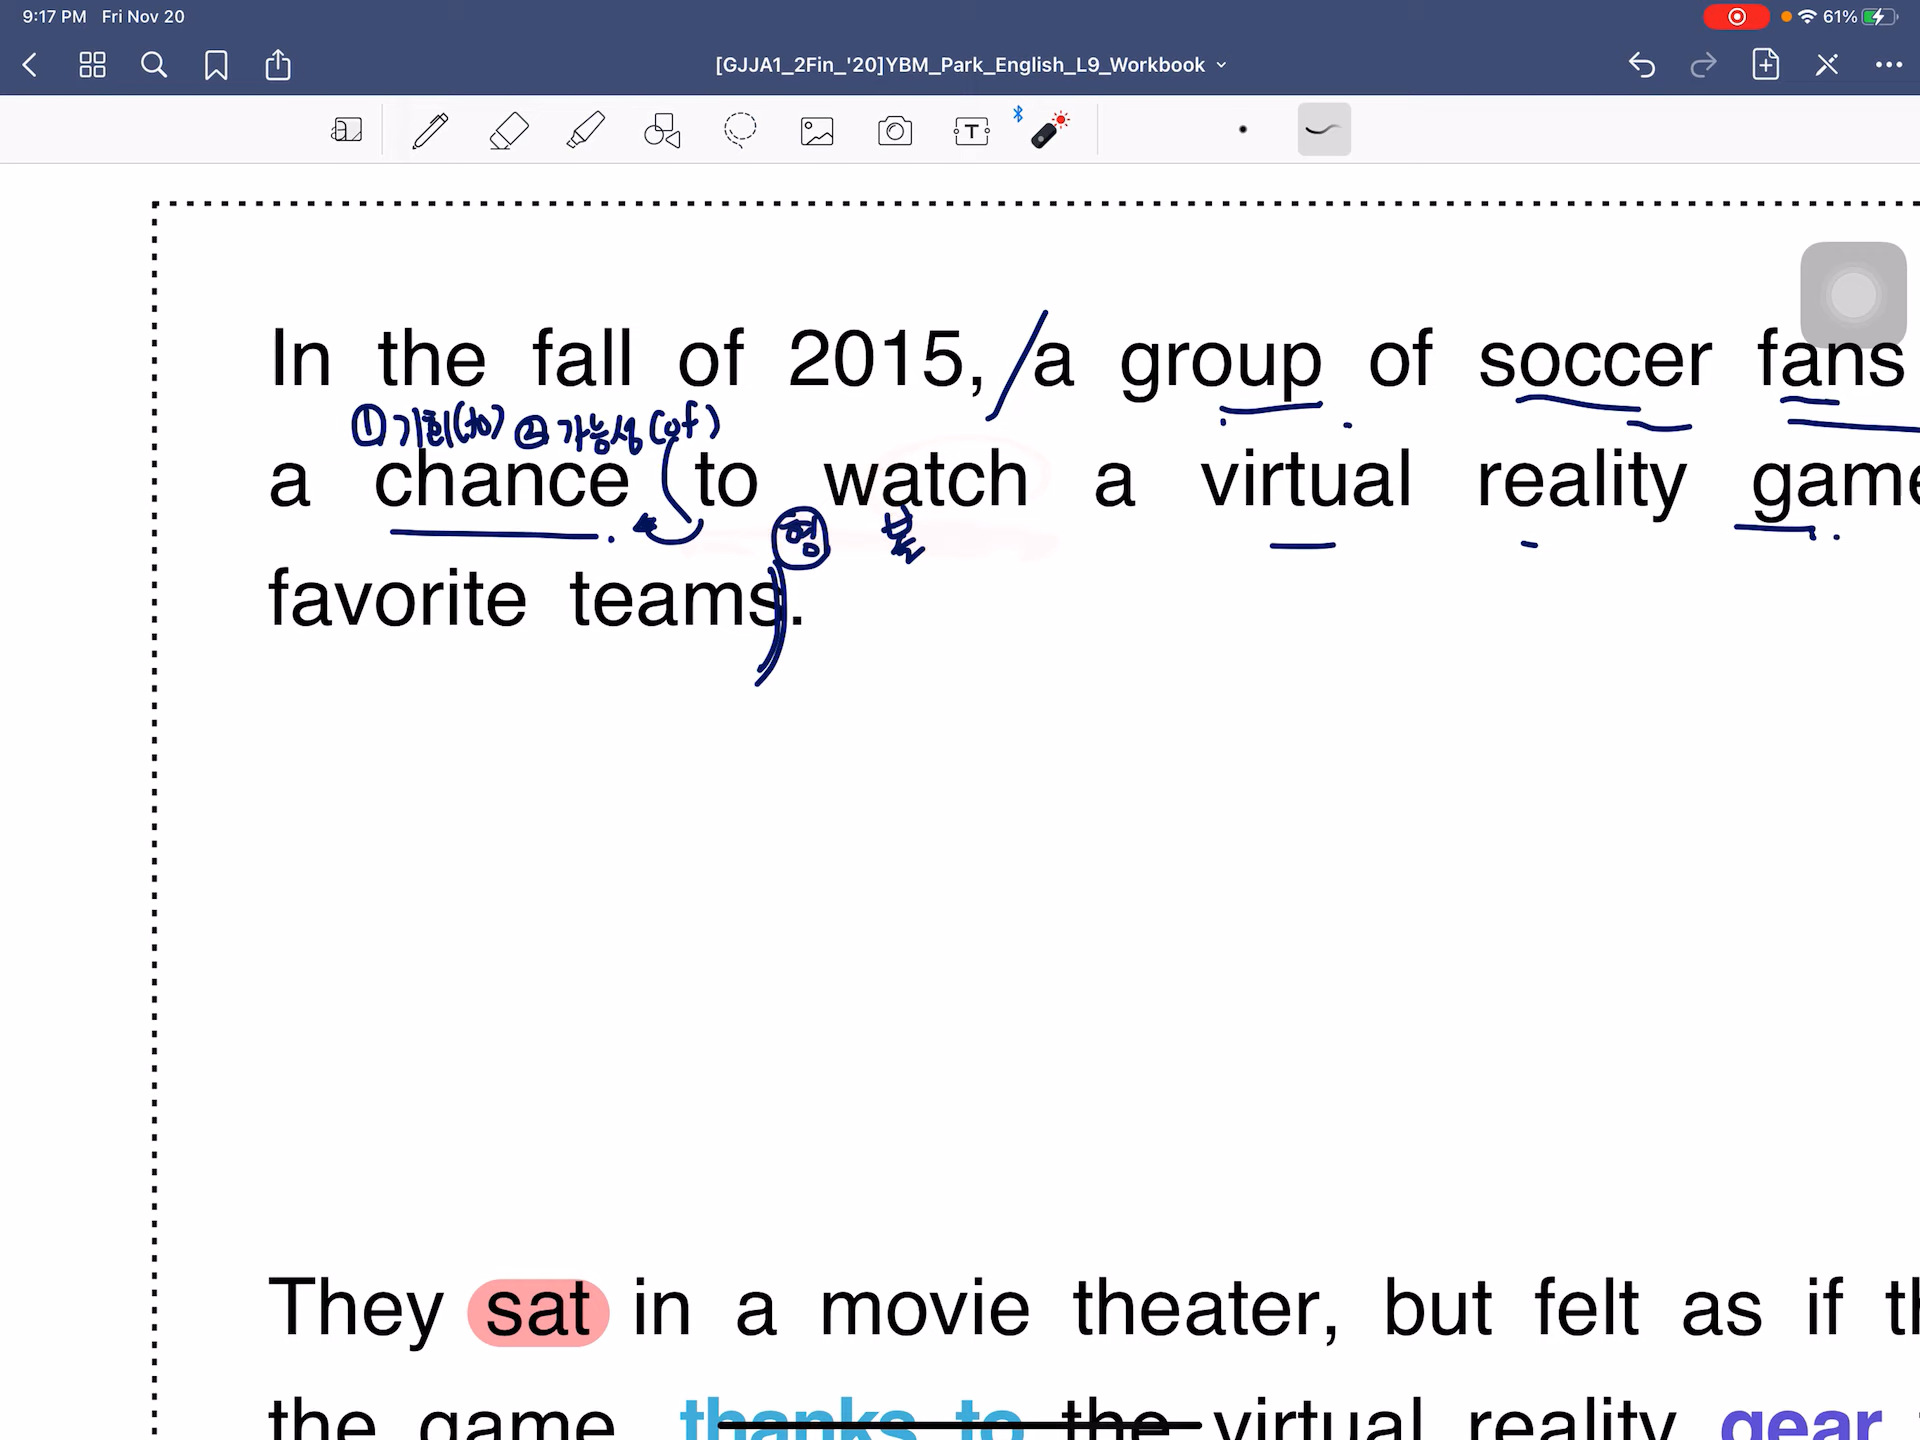 9:17 PM Fri Nov 20
61%
[GJJA1_2Fin_'20]YBM_Park_English_L9_Workbook
In the fall of 2015, a group of soccer fans
①기회(to) ②가능성(of)
a chance to watch a virtual reality game
형 볼
favorite teams.
They sat in a movie theater, but felt as if th
the game thanks to the virtual reality gear